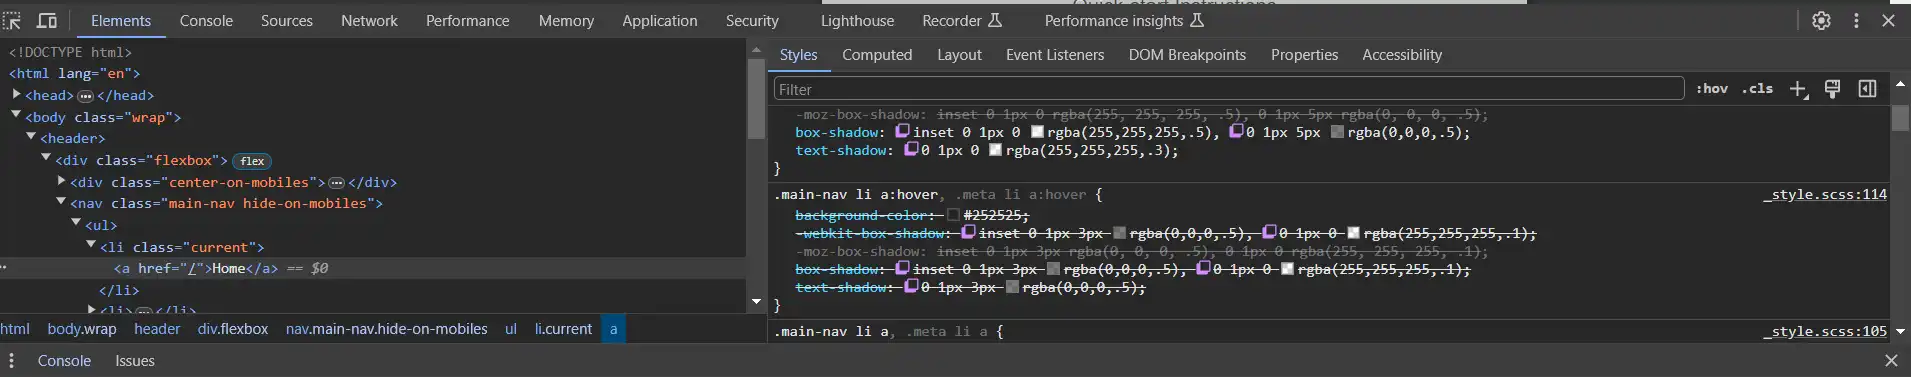 Elements Console Sources Network Performance Memory Application Security Lighthouse Recorder Performance insights
<!DOCTYPE html>
<html lang="en">
<head> ••• </head>
<body class="wrap">
<header>
<div class="flexbox"> flex
<div class="center-on-mobiles"> ••• </div>
<nav class="main-nav hide-on-mobiles">
<ul>
<li class="current">
<a href="/">Home</a> == $0
</li>
<li> ••• </li>
html body.wrap header div.flexbox nav.main-nav.hide-on-mobiles ul li.current a
Styles Computed Layout Event Listeners DOM Breakpoints Properties Accessibility
Filter :hov .cls
-moz-box-shadow: inset 0 1px 0 rgba(255, 255, 255, .5), 0 1px 5px rgba(0, 0, 0, .5);
box-shadow: inset 0 1px 0 rgba(255,255,255,.5), 0 1px 5px rgba(0,0,0,.5);
text-shadow: 0 1px 0 rgba(255,255,255,.3);
}
.main-nav li a:hover, .meta li a:hover { _style.scss:114
background-color: #252525;
-webkit-box-shadow: inset 0 1px 3px rgba(0,0,0,.5), 0 1px 0 rgba(255,255,255,.1);
-moz-box-shadow: inset 0 1px 3px rgba(0, 0, 0, .5), 0 1px 0 rgba(255, 255, 255, .1);
box-shadow: inset 0 1px 3px rgba(0,0,0,.5), 0 1px 0 rgba(255,255,255,.1);
text-shadow: 0 1px 3px rgba(0,0,0,.5);
}
.main-nav li a, .meta li a { _style.scss:105
Console Issues